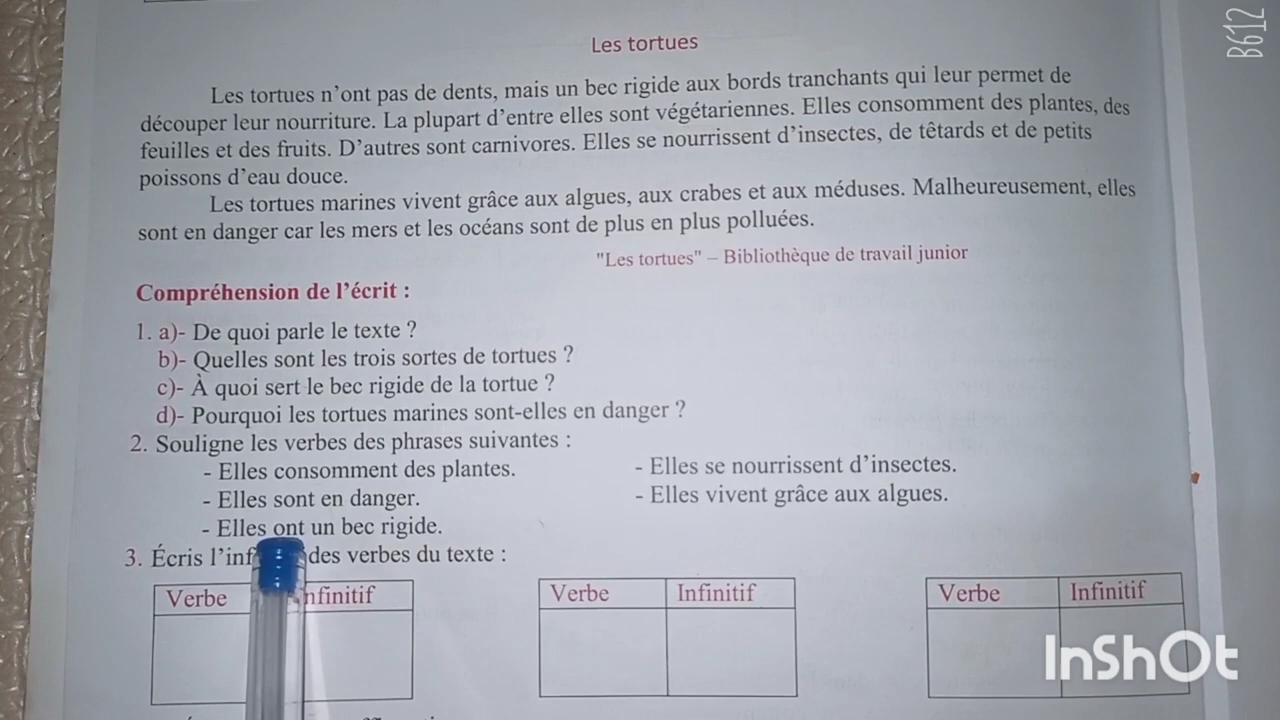 Les tortues
Les tortues n'ont pas de dents, mais un bec rigide aux bords tranchants qui leur permet de
découper leur nourriture. La plupart d'entre elles sont végétariennes. Elles consomment des plantes, des
feuilles et des fruits. D'autres sont carnivores. Elles se nourrissent d'insectes, de têtards et de petits
poissons d'eau douce.
Les tortues marines vivent grâce aux algues, aux crabes et aux méduses. Malheureusement, elles
sont en danger car les mers et les océans sont de plus en plus polluées.
"Les tortues" – Bibliothèque de travail junior
Compréhension de l'écrit :
1. a)- De quoi parle le texte ?
b)- Quelles sont les trois sortes de tortues ?
c)- À quoi sert le bec rigide de la tortue ?
d)- Pourquoi les tortues marines sont-elles en danger ?
2. Souligne les verbes des phrases suivantes :
- Elles consomment des plantes. - Elles se nourrissent d'insectes.
- Elles sont en danger. - Elles vivent grâce aux algues.
- Elles ont un bec rigide.
3. Écris l'inf des verbes du texte :
Verbe nfinitif Verbe Infinitif Verbe Infinitif
InShOt
B612